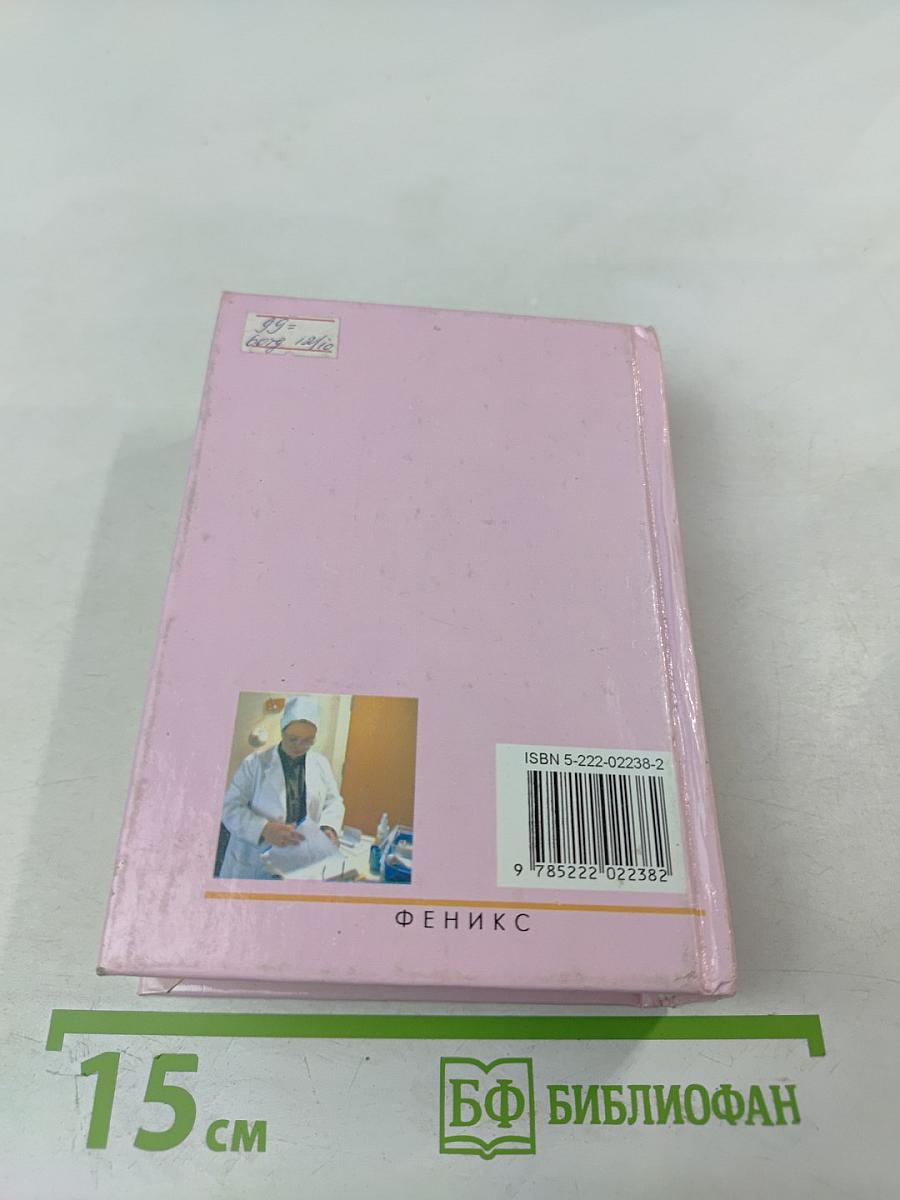 99=
ISBN 5-222-02238-2
9 785222 022382
ФЕНИКС
15 см
БФ БИБЛИОФАН